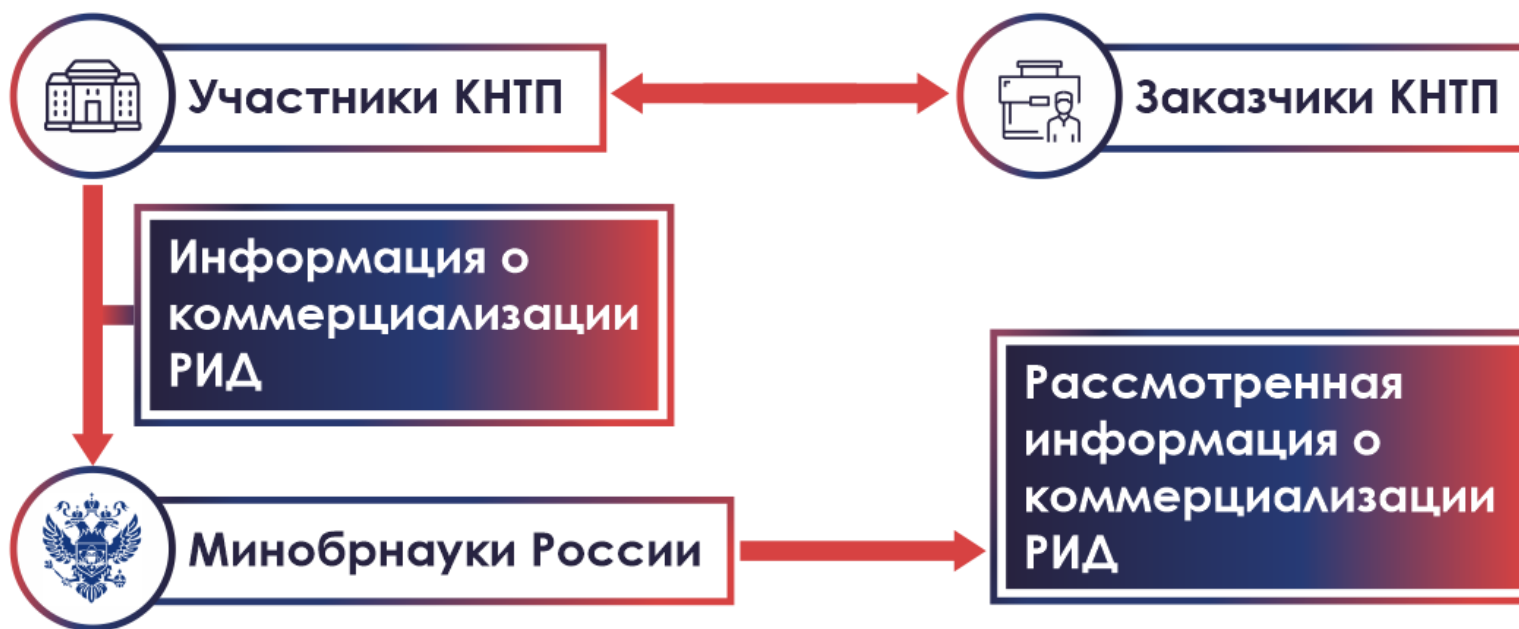 Участники КНТП
Заказчики КНТП
Информация о
коммерциализации
РИД
Рассмотренная
информация о
коммерциализации
РИД
Минобрнауки России